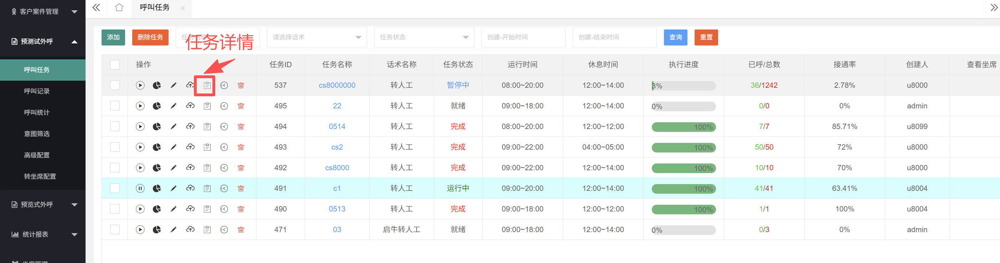 客户案件管理
预测试外呼
呼叫任务
呼叫记录
呼叫统计
意图筛选
高级配置
转坐席配置
预览式外呼
统计报表
坐席管理
呼叫任务
添加 删除任务 任务名称 请选择话术 任务状态 创建-开始时间 创建-结束时间 查询 重置
任务详情
操作 任务ID 任务名称 话术名称 任务状态 运行时间 休息时间 执行进度 已呼/总数 接通率 创建人 查看坐席
537 cs8000000 转人工 暂停中 08:00~20:00 12:00~14:00 3% 36/1242 2.78% u8000
495 22 转人工 就绪 09:00~18:00 12:00~14:00 0% 0/0 0% admin
494 0514 转人工 完成 08:00~20:00 12:00~12:00 100% 7/7 85.71% u8099
493 cs2 转人工 完成 09:00~22:00 04:00~05:00 100% 50/50 72% u8000
492 cs8000 转人工 完成 09:00~22:00 12:00~14:00 100% 10/10 70% u8000
491 c1 转人工 运行中 09:00~20:00 12:00~14:00 100% 41/41 63.41% u8004
490 0513 转人工 完成 09:00~18:00 12:00~12:00 100% 1/1 100% u8004
471 03 启牛转人工 就绪 09:00~18:00 12:00~14:00 0% 0/3 0% admin